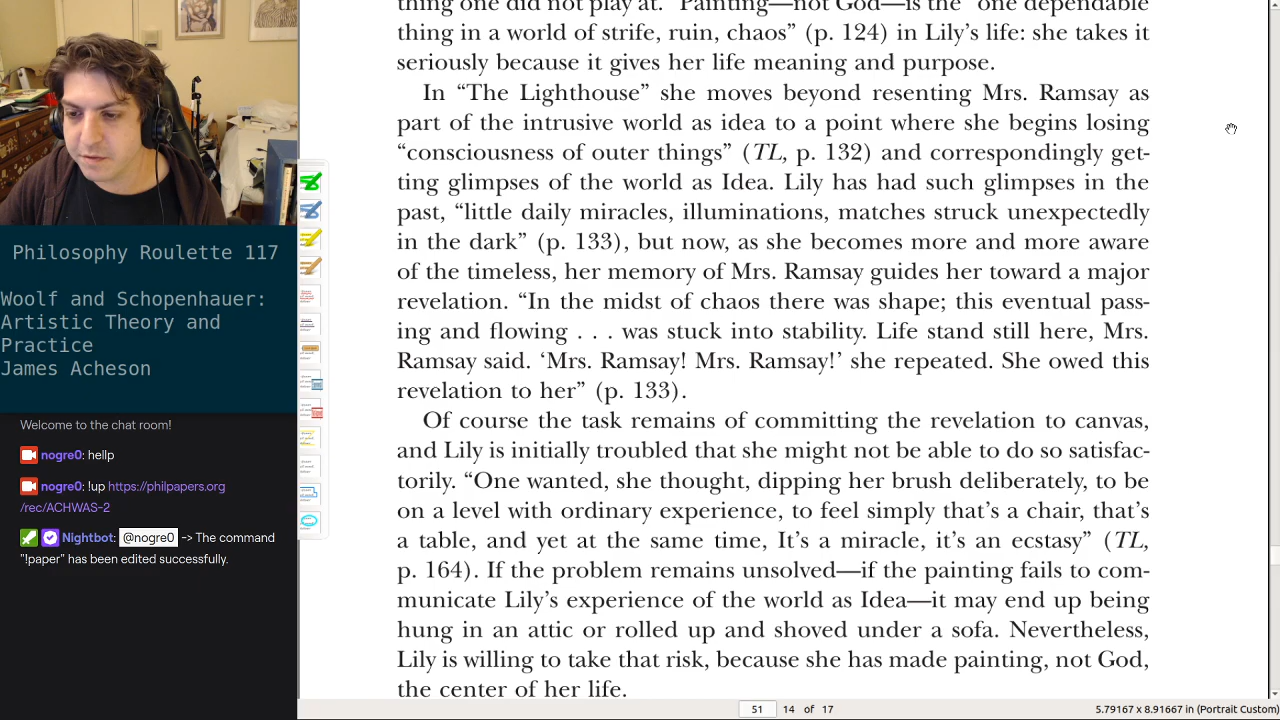 thing one did not play at." Painting—not God—is the "one dependable
thing in a world of strife, ruin, chaos" (p. 124) in Lily's life: she takes it
seriously because it gives her life meaning and purpose.
In "The Lighthouse" she moves beyond resenting Mrs. Ramsay as
part of the intrusive world as idea to a point where she begins losing
"consciousness of outer things" (TL, p. 132) and correspondingly get-
ting glimpses of the world as Idea. Lily has had such glimpses in the
past, "little daily miracles, illuminations, matches struck unexpectedly
in the dark" (p. 133), but now, as she becomes more and more aware
of the timeless, her memory of Mrs. Ramsay guides her toward a major
revelation: "In the midst of chaos there was shape; this eternal pass-
ing and flowing . . . was struck into stability. Life stand still here, Mrs.
Ramsay said. 'Mrs. Ramsay! Mrs. Ramsay!' she repeated. She owed this
revelation to her" (p. 133).
Of course her task is finding a way of conveying this revelation to others,
and Lily is initially troubled that she might not be able to do so satisfac-
torily. "One wanted, she thought, dipping her brush deliberately, to be
on a level with ordinary experience, to feel simply that's a chair, that's
a table, and yet at the same time, It's a miracle, it's an ecstasy" (TL,
p. 164). If the problem remains unsolved—if the painting fails to com-
municate Lily's experience of the world as Idea—it may end up being
hung in an attic or rolled up and shoved under a sofa. Nevertheless,
Lily is willing to take that risk, because she has made painting, not God,
the center of her life.
Philosophy Roulette 117
Woolf and Schopenhauer:
Artistic Theory and
Practice
James Acheson
Welcome to the chat room!
nogre0: hellp
nogre0: !up https://philpapers.org
/rec/ACHWAS-2
Nightbot: @nogre0 -> The command
"!paper" has been edited successfully.
51 14 of 17 5.79167 x 8.91667 in (Portrait Custom)